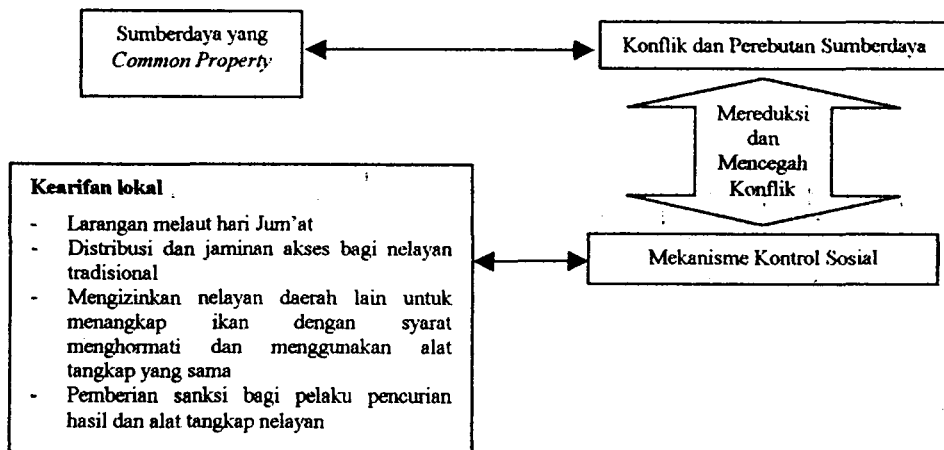 Sumberdaya yang
Common Property
Konflik dan Perebutan Sumberdaya
Mereduksi
dan
Mencegah
Konflik
Kearifan lokal
- Larangan melaut hari Jum'at
- Distribusi dan jaminan akses bagi nelayan
tradisional
- Mengizinkan nelayan daerah lain untuk
menangkap ikan dengan syarat
menghormati dan menggunakan alat
tangkap yang sama
- Pemberian sanksi bagi pelaku pencurian
hasil dan alat tangkap nelayan
Mekanisme Kontrol Sosial